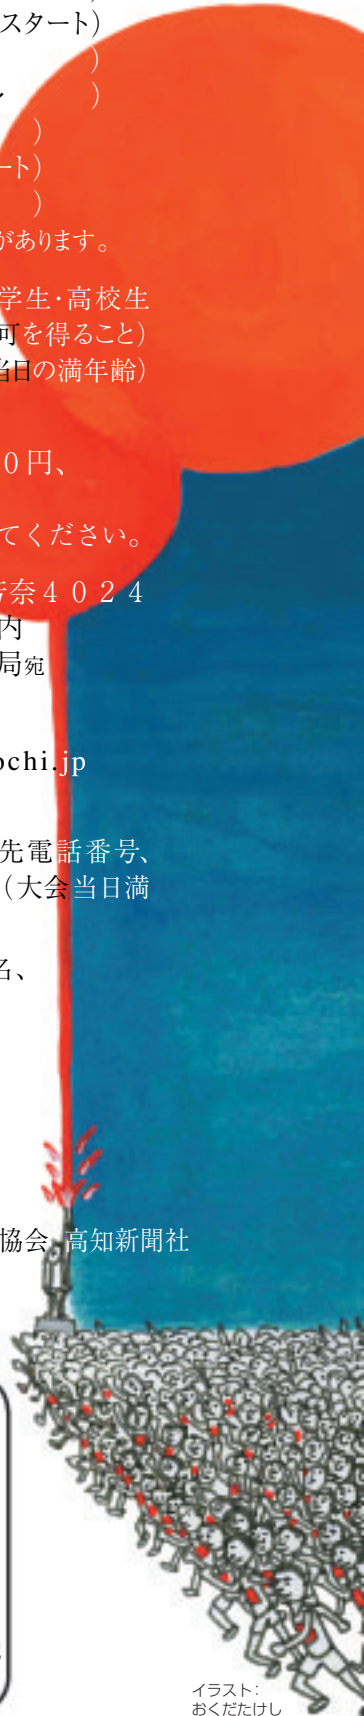 スタート)
)
)
)
ート)
)
があります。
学生・高校生
可を得ること)
当日の満年齢)
0円、
てください。
奈4024
内
局宛
ochi.jp
先電話番号、
(大会当日満
名、
協会 高知新聞社
イラスト:
おくだたけし